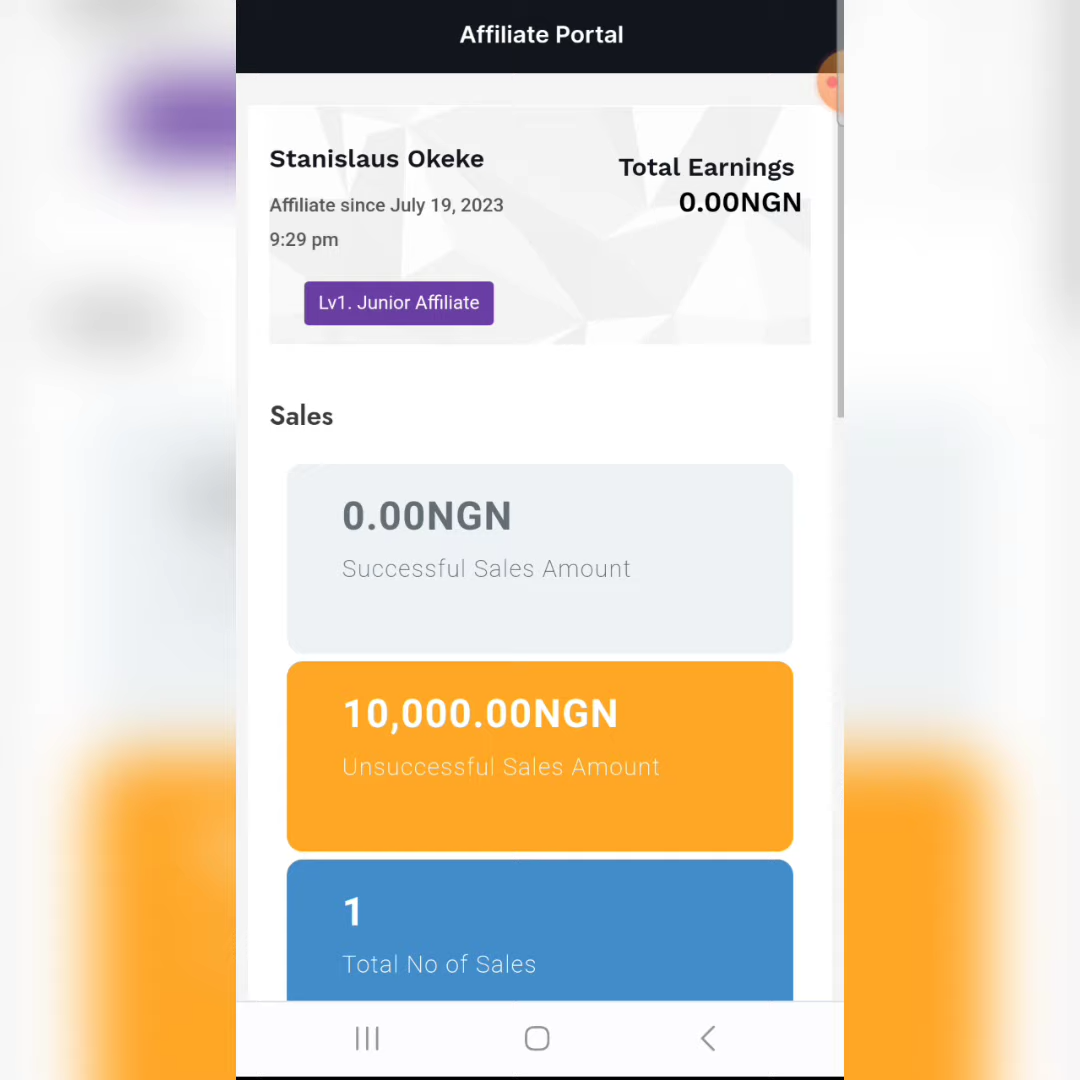 Affiliate Portal
Stanislaus Okeke
Affiliate since July 19, 2023
9:29 pm
Lv1. Junior Affiliate
Total Earnings
0.00NGN
Sales
0.00NGN
Successful Sales Amount
10,000.00NGN
Unsuccessful Sales Amount
1
Total No of Sales